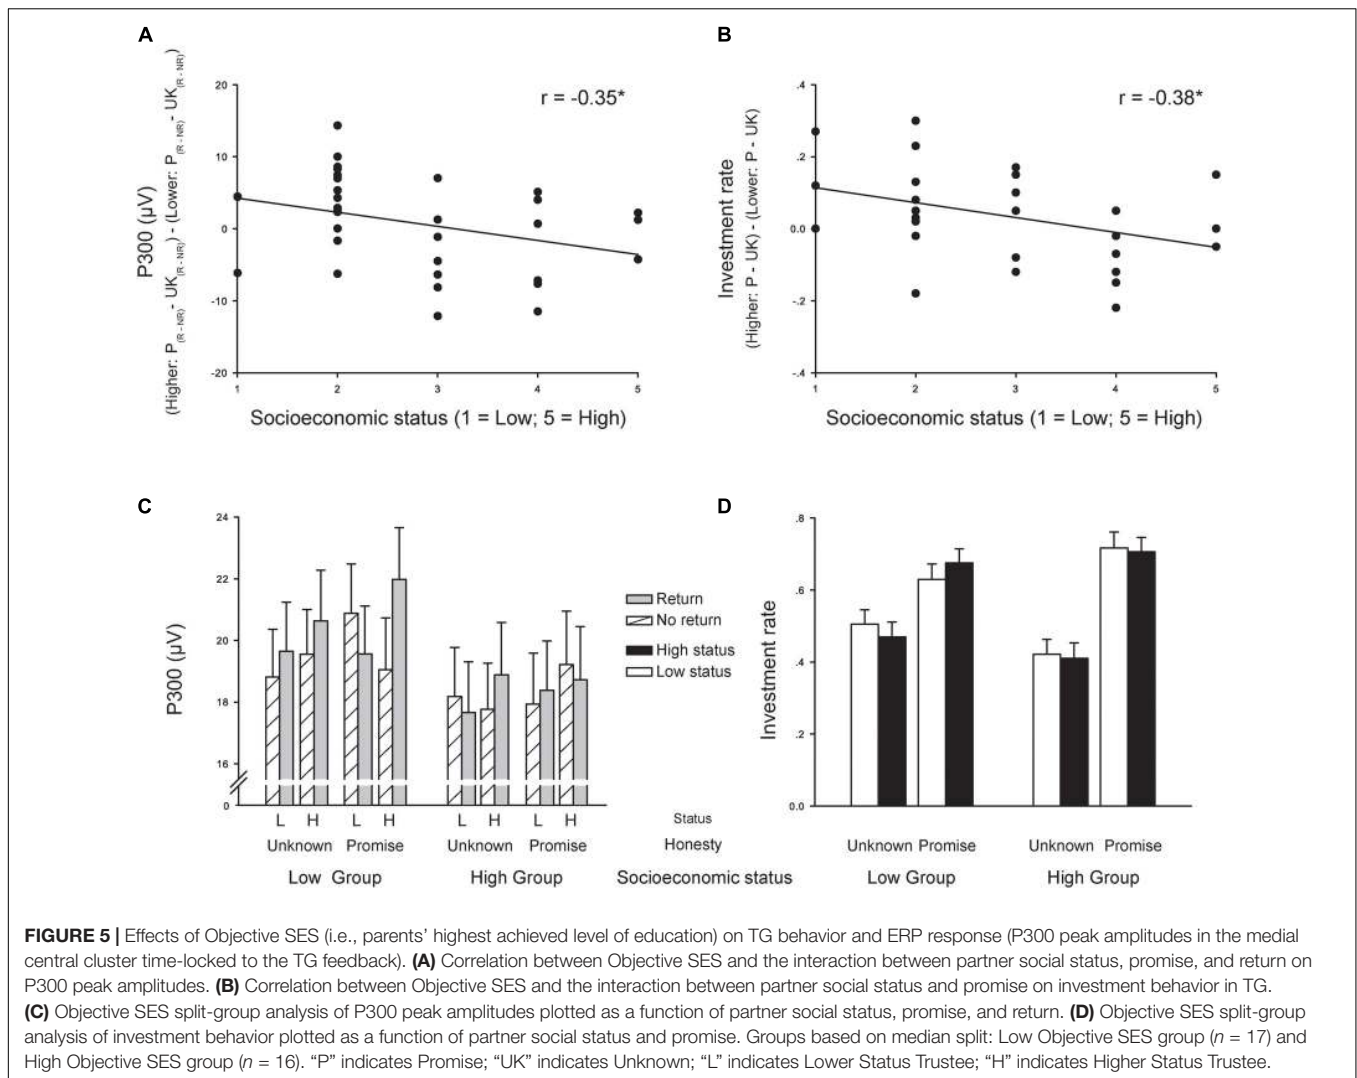 A
P300 (µV)
(Higher: P(R - NR) - UK(R - NR)) - (Lower: P(R - NR) - UK(R - NR))
20
10
0
-10
-20
r = -0.35*
1 2 3 4 5
Socioeconomic status (1 = Low; 5 = High)
B
Investment rate
(Higher: P - UK) - (Lower: P - UK)
.4
.2
0.0
-.2
-.4
r = -0.38*
1 2 3 4 5
Socioeconomic status (1 = Low; 5 = High)
C
P300 (µV)
24
22
20
18
16
0
L H L H L H L H Status
Unknown Promise Unknown Promise Honesty
Low Group High Group Socioeconomic status
Return
No return
High status
Low status
D
Investment rate
.8
.6
.4
.2
0.0
Unknown Promise Unknown Promise
Low Group High Group
FIGURE 5 | Effects of Objective SES (i.e., parents’ highest achieved level of education) on TG behavior and ERP response (P300 peak amplitudes in the medial
central cluster time-locked to the TG feedback). (A) Correlation between Objective SES and the interaction between partner social status, promise, and return on
P300 peak amplitudes. (B) Correlation between Objective SES and the interaction between partner social status and promise on investment behavior in TG.
(C) Objective SES split-group analysis of P300 peak amplitudes plotted as a function of partner social status, promise, and return. (D) Objective SES split-group
analysis of investment behavior plotted as a function of partner social status and promise. Groups based on median split: Low Objective SES group (n = 17) and
High Objective SES group (n = 16). “P” indicates Promise; “UK” indicates Unknown; “L” indicates Lower Status Trustee; “H” indicates Higher Status Trustee.